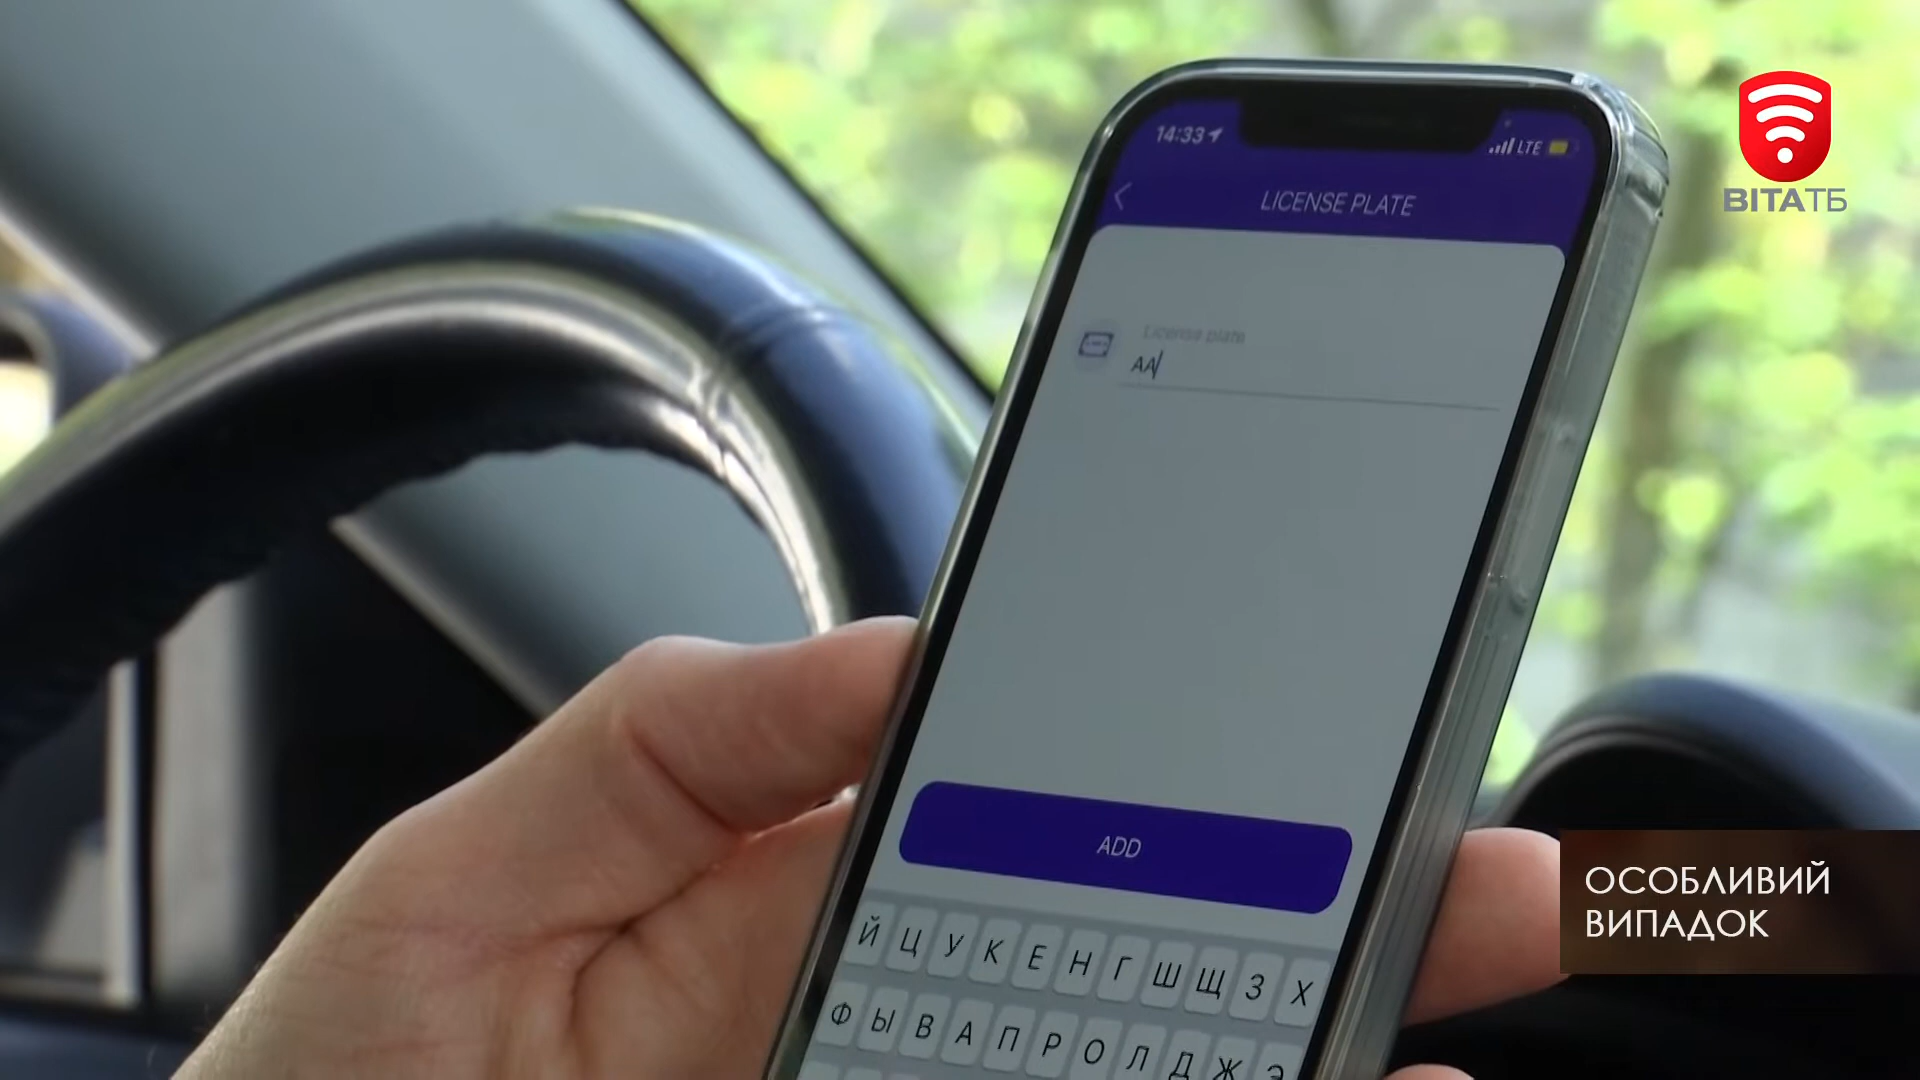 14:33
LTE
LICENSE PLATE
License plate
AA
ADD
Й Ц У К Е Н Г Ш Щ З Х
Ф Ы В А П Р О Л Д Ж Э
ВІТАТБ
ОСОБЛИВИЙ
ВИПАДОК